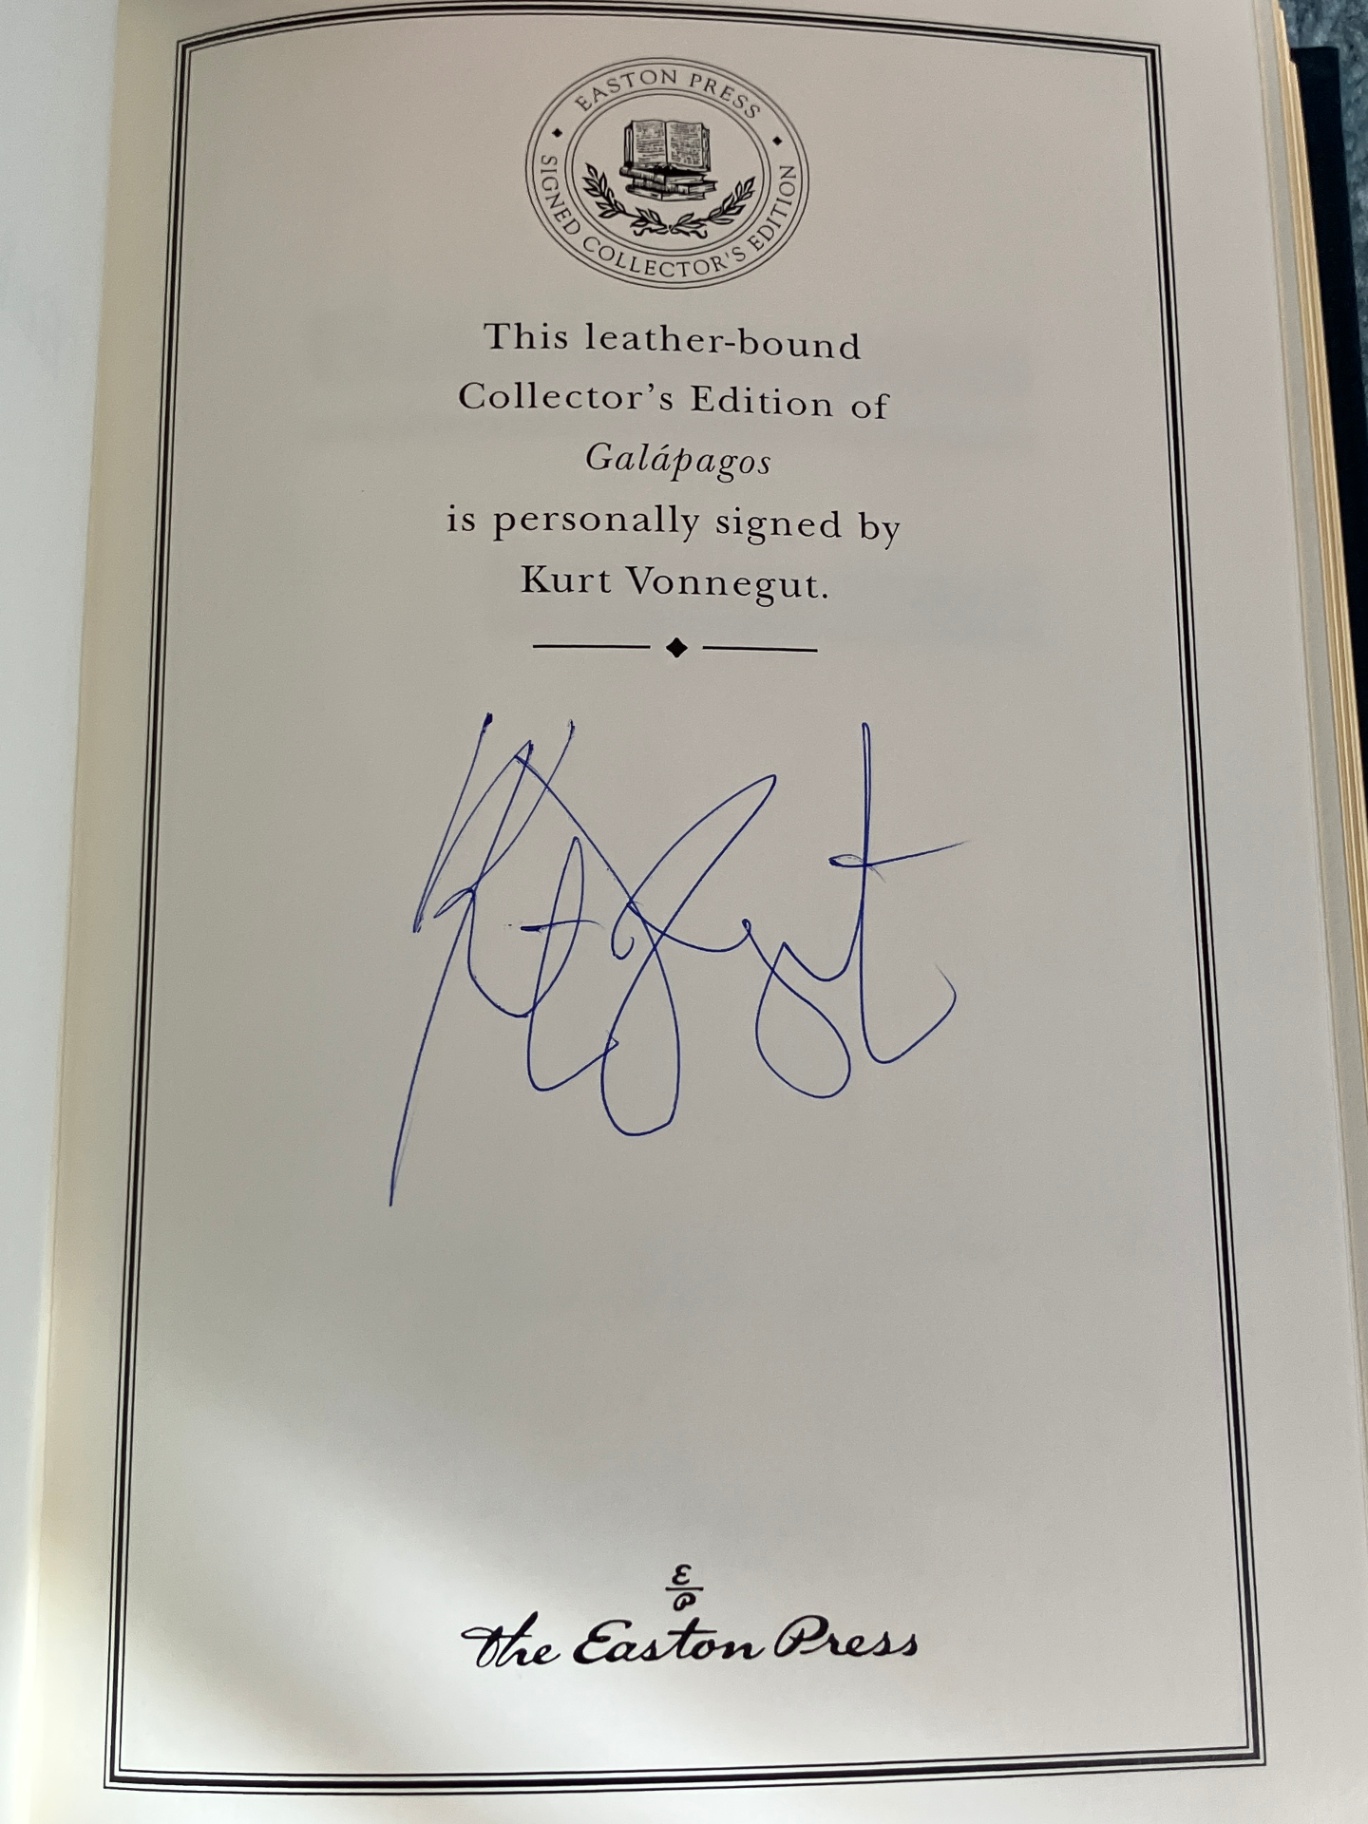 EASTON PRESS
SIGNED COLLECTOR'S EDITION
This leather-bound
Collector's Edition of
Galápagos
is personally signed by
Kurt Vonnegut.
E
P
The Easton Press